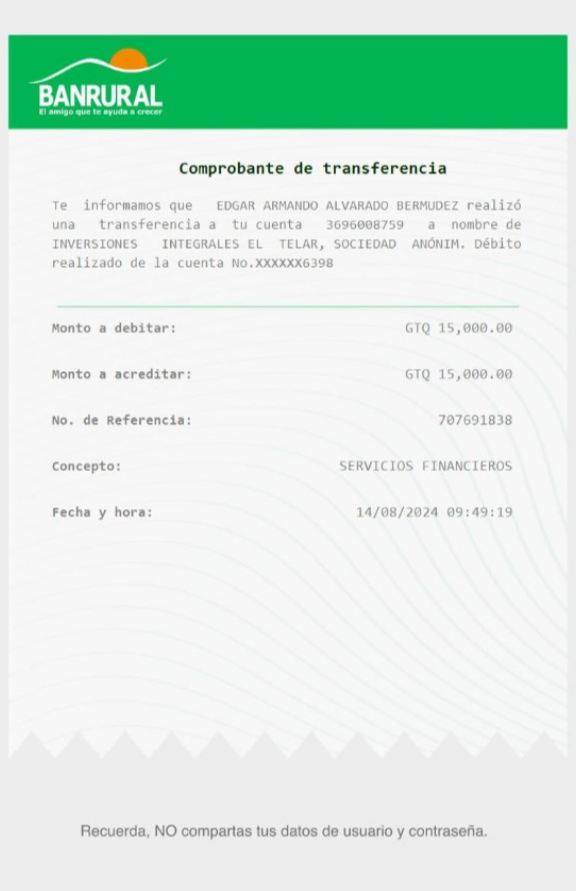 BANRURAL
El amigo que te ayuda a crecer
Comprobante de transferencia
Te informamos que EDGAR ARMANDO ALVARADO BERMUDEZ realizó
una transferencia a tu cuenta 3696008759 a nombre de
INVERSIONES INTEGRALES EL TELAR, SOCIEDAD ANÓNIM. Débito
realizado de la cuenta No.XXXXXX6398
Monto a debitar: GTQ 15,000.00
Monto a acreditar: GTQ 15,000.00
No. de Referencia: 707691838
Concepto: SERVICIOS FINANCIEROS
Fecha y hora: 14/08/2024 09:49:19
Recuerda, NO compartas tus datos de usuario y contraseña.